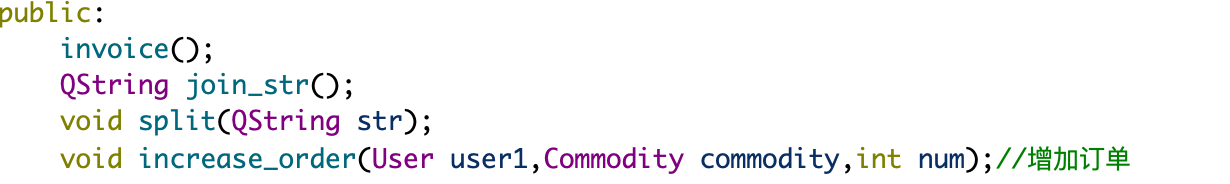 public:
    invoice();
    QString join_str();
    void split(QString str);
    void increase_order(User user1,Commodity commodity,int num);//增加订单